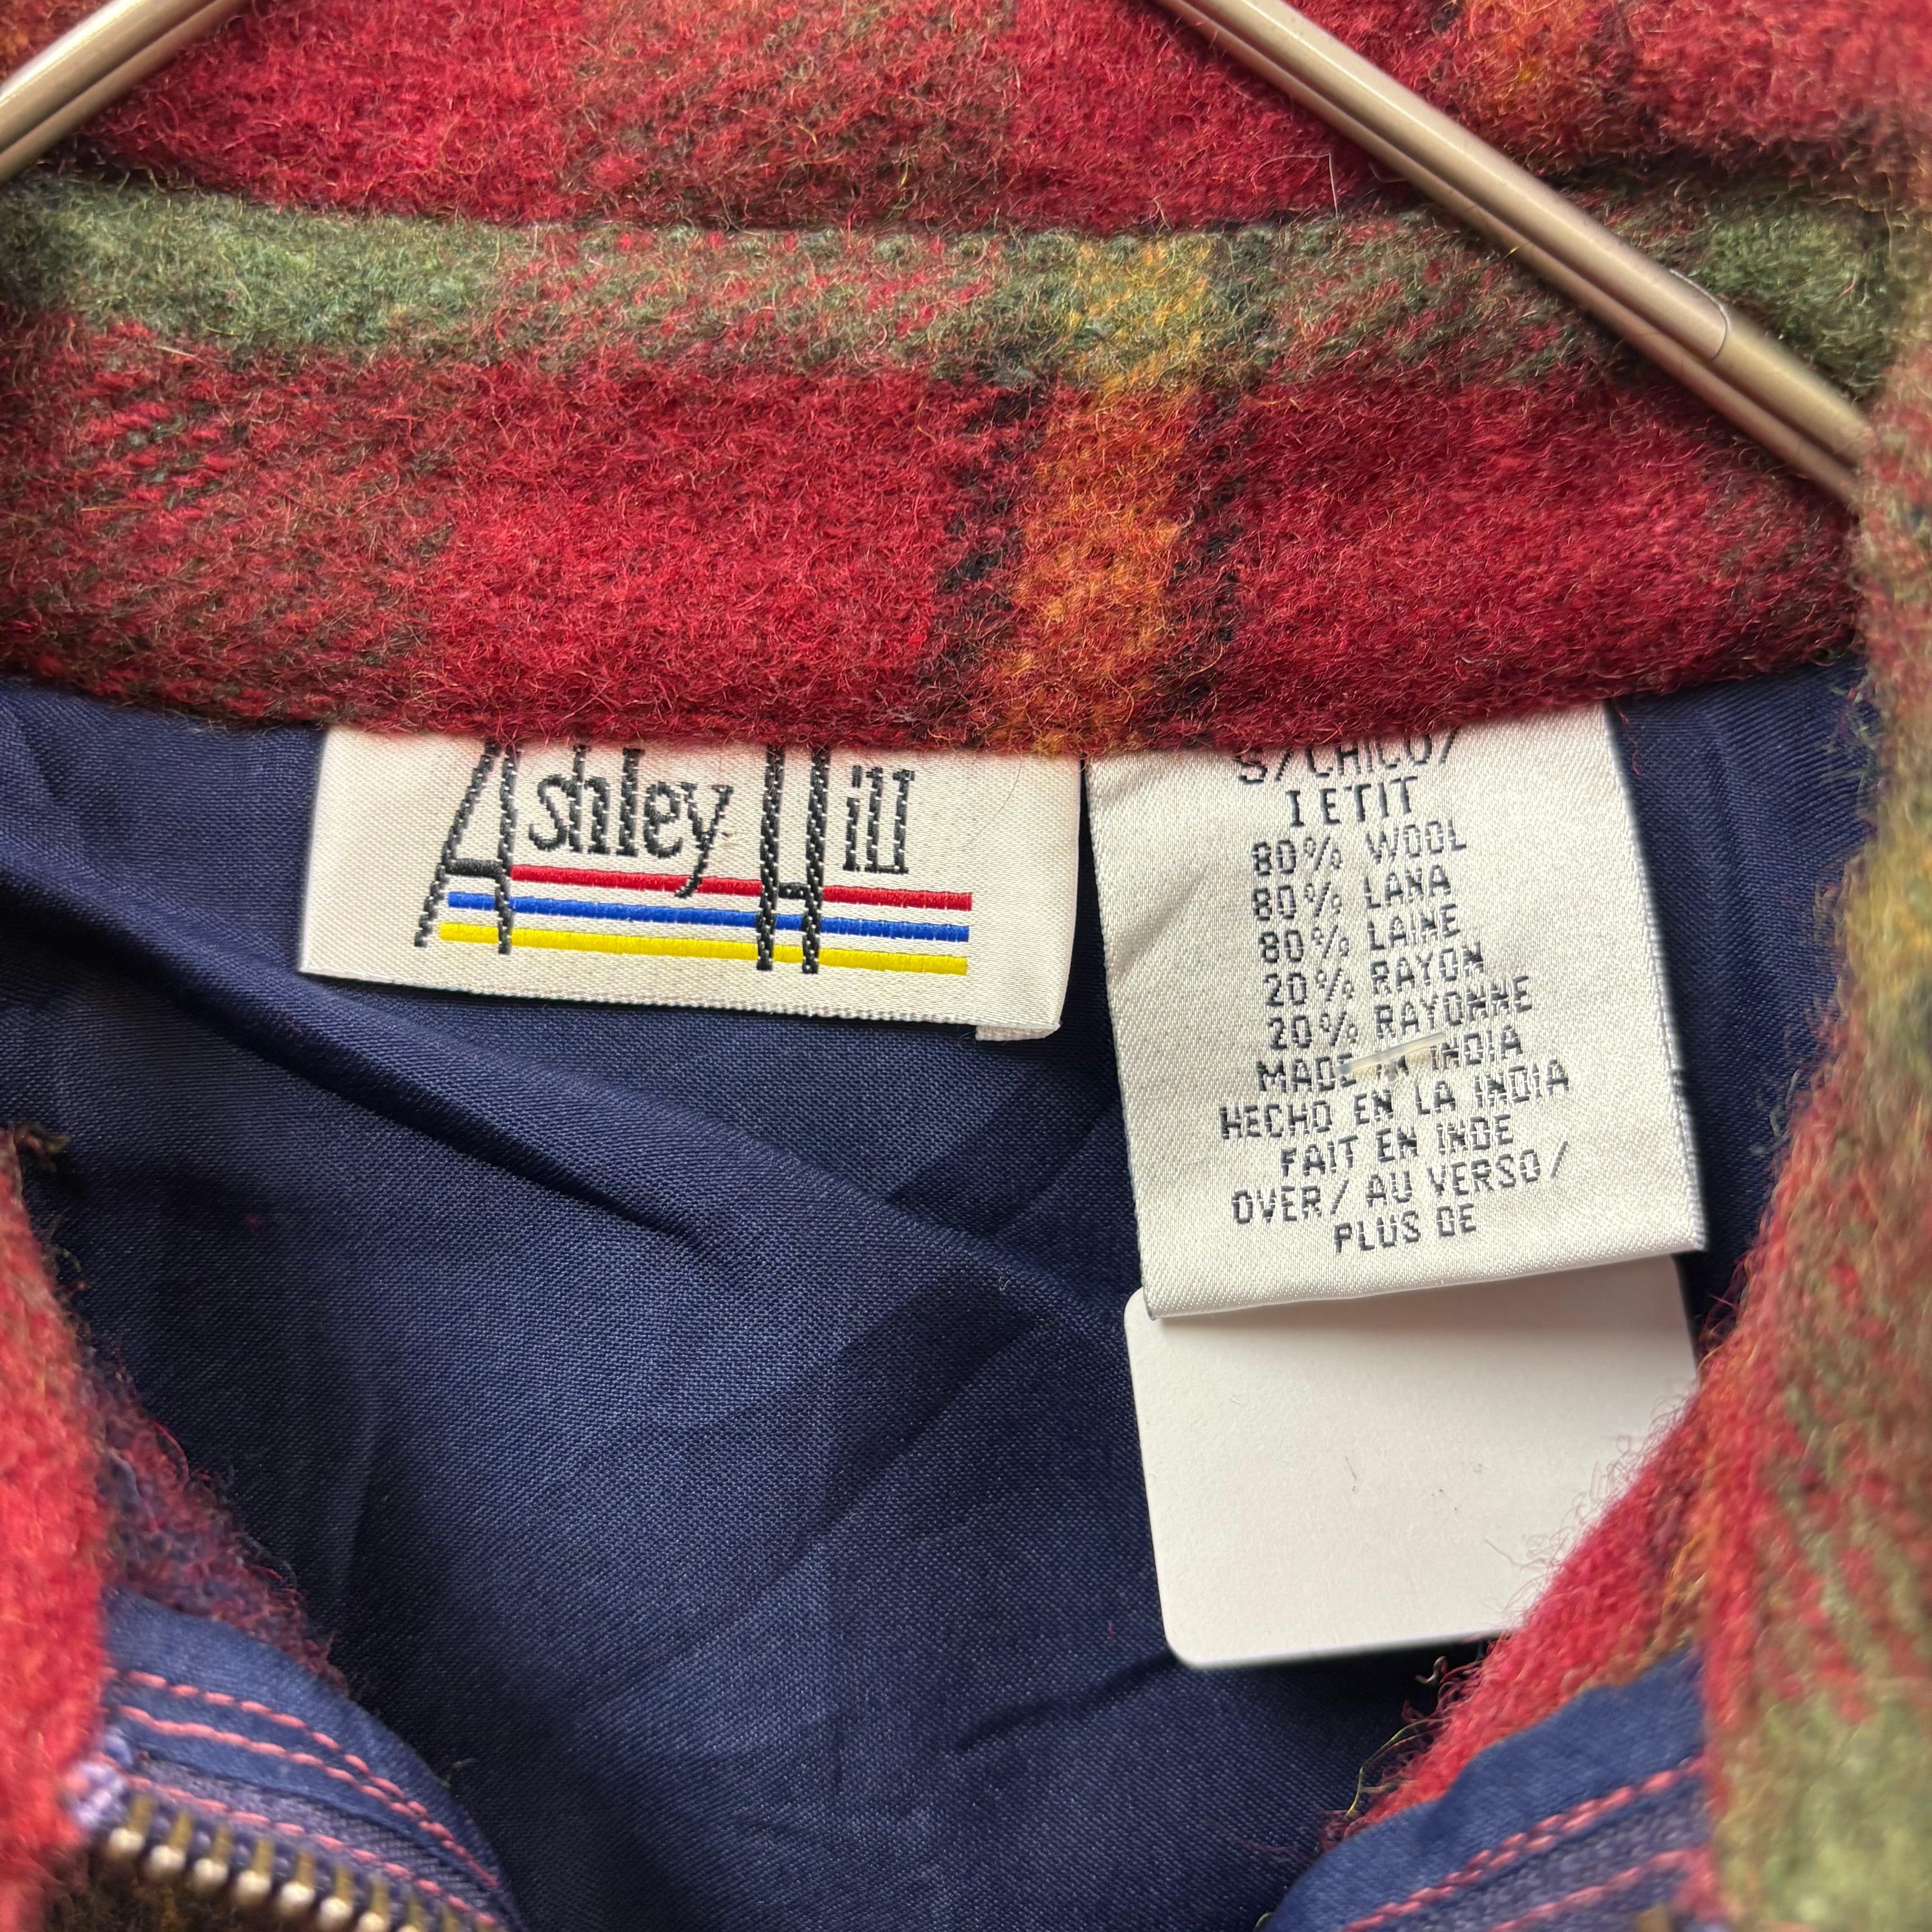 Ashley Hill
S/CHICO/
IETIT
80% WOOL
80% LANA
80% LAINE
20% RAYON
20% RAYONNE
MADE IN INDIA
HECHO EN LA INDIA
FAIT EN INDE
OVER/AU VERSO/
PLUS DE